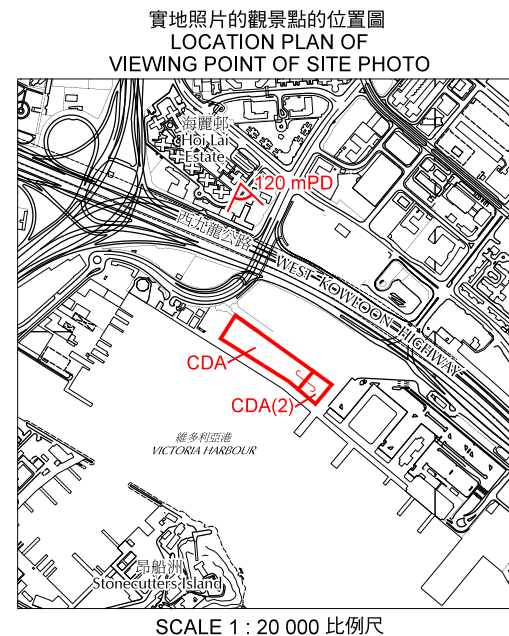 實地照片的觀景點的位置圖
LOCATION PLAN OF
VIEWING POINT OF SITE PHOTO
海麗邨
Hoi Lai
Estate
120 mPD
西九龍公路
WEST KOWLOON HIGHWAY
CDA
CDA(2)
維多利亞港
VICTORIA HARBOUR
昂船洲
Stonecutters Island
SCALE 1 : 20 000 比例尺